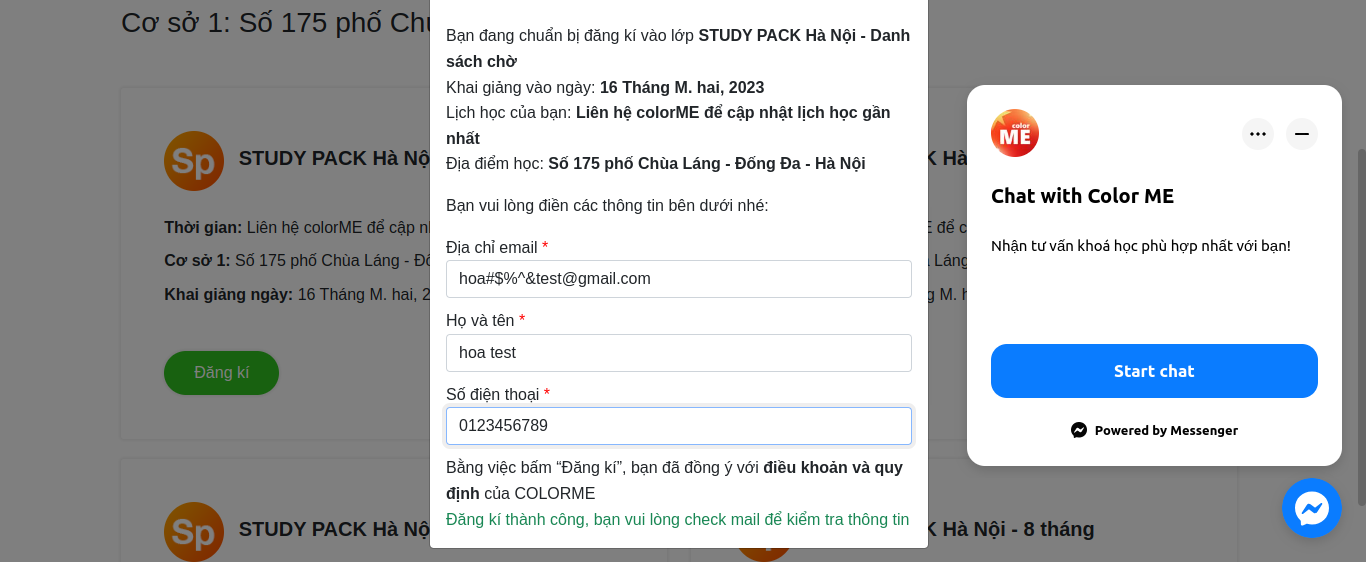 Cơ sở 1: Số 175 phố Chù
Sp
STUDY PACK Hà Nộ
Thời gian: Liên hệ colorME để cập n
Cơ sở 1: Số 175 phố Chùa Láng - Đố
Khai giảng ngày: 16 Tháng M. hai, 2
Đăng kí
Sp
STUDY PACK Hà Nộ
Bạn đang chuẩn bị đăng kí vào lớp STUDY PACK Hà Nội - Danh
sách chờ
Khai giảng vào ngày: 16 Tháng M. hai, 2023
Lịch học của bạn: Liên hệ colorME để cập nhật lịch học gần
nhất
Địa điểm học: Số 175 phố Chùa Láng - Đống Đa - Hà Nội
Bạn vui lòng điền các thông tin bên dưới nhé:
Địa chỉ email *
hoa#$%^&test@gmail.com
Họ và tên *
hoa test
Số điện thoại *
0123456789
Bằng việc bấm “Đăng kí”, bạn đã đồng ý với điều khoản và quy
định của COLORME
Đăng kí thành công, bạn vui lòng check mail để kiểm tra thông tin
K Hà
E để c
Láng
g M. h
K Hà Nội - 8 tháng
color
ME
Chat with Color ME
Nhận tư vấn khoá học phù hợp nhất với bạn!
Start chat
Powered by Messenger